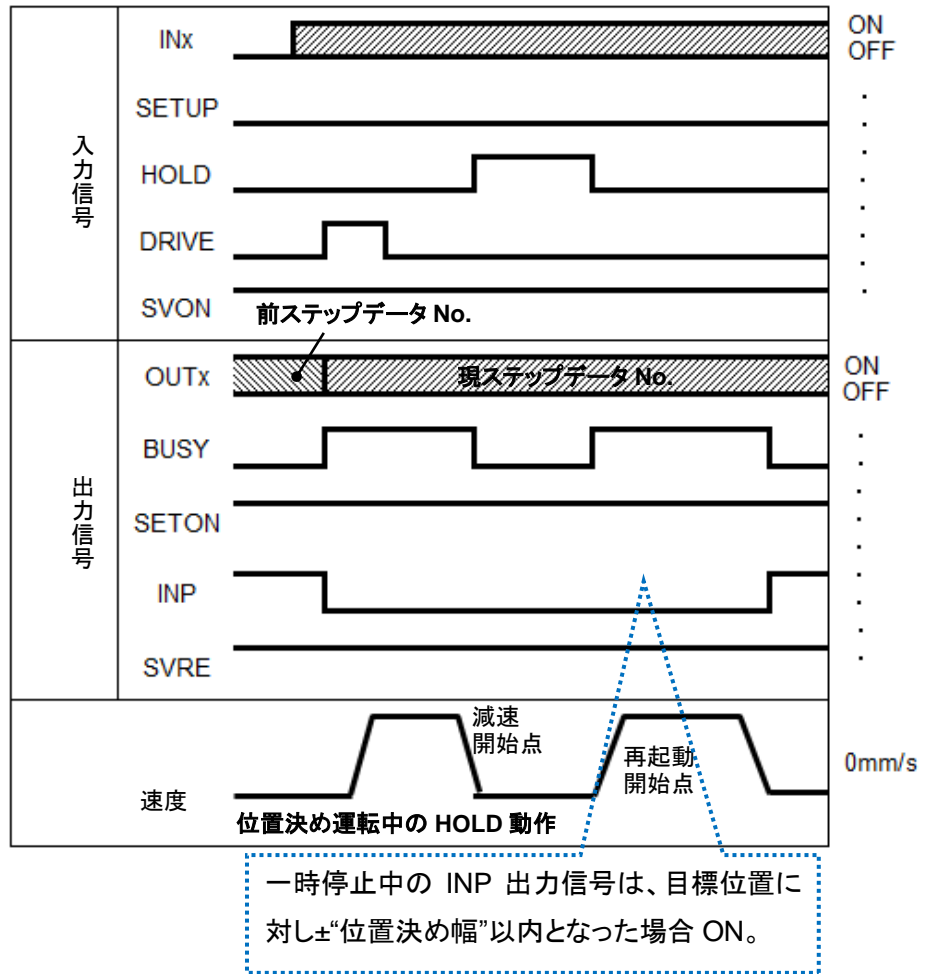 入力信号
INx
ON
OFF
SETUP
HOLD
DRIVE
SVON
前ステップデータ No.
出力信号
OUTx
現ステップデータ No.
ON
OFF
BUSY
SETON
INP
SVRE
速度
減速
開始点
再起動
開始点
0mm/s
位置決め運転中の HOLD 動作
一時停止中の INP 出力信号は、目標位置に
対し±“位置決め幅”以内となった場合 ON。